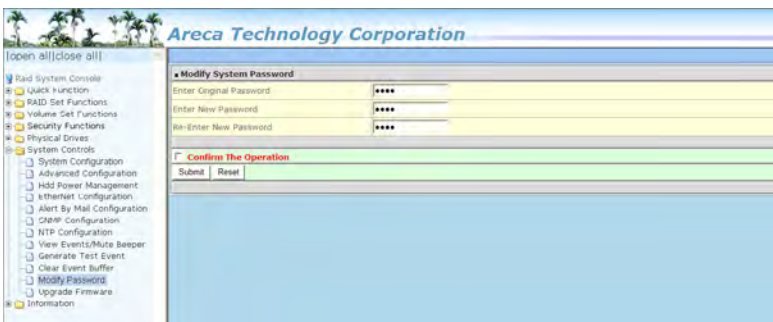 Areca Technology Corporation
|open all||close all|
Raid System Console
Quick Function
RAID Set Functions
Volume Set Functions
Security Functions
Physical Drives
System Controls
System Configuration
Advanced Configuration
Hdd Power Management
EtherNet Configuration
Alert By Mail Configuration
SNMP Configuration
NTP Configuration
View Events/Mute Beeper
Generate Test Event
Clear Event Buffer
Modify Password
Upgrade Firmware
Information
Modify System Password
Enter Original Password ••••
Enter New Password ••••
Re-Enter New Password ••••
Confirm The Operation
Submit Reset